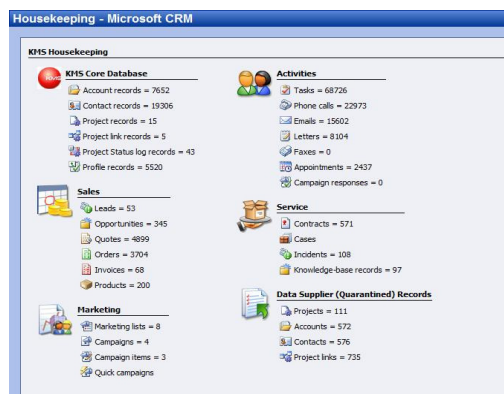 Housekeeping - Microsoft CRM
KMS Housekeeping
KMS
KMS Core Database
Account records = 7652
Contact records = 19306
Project records = 15
Project link records = 5
Project Status log records = 43
Profile records = 5520
Sales
Leads = 53
Opportunities = 345
Quotes = 4899
Orders = 3704
Invoices = 68
Products = 200
Marketing
Marketing lists = 8
Campaigns = 4
Campaign items = 3
Quick campaigns
Activities
Tasks = 68726
Phone calls = 22973
Emails = 15602
Letters = 8104
Faxes = 0
Appointments = 2437
Campaign responses = 0
Service
Contracts = 571
Cases
Incidents = 108
Knowledge-base records = 97
Data Supplier (Quarantined) Records
Projects = 111
Accounts = 572
Contacts = 576
Project links = 735